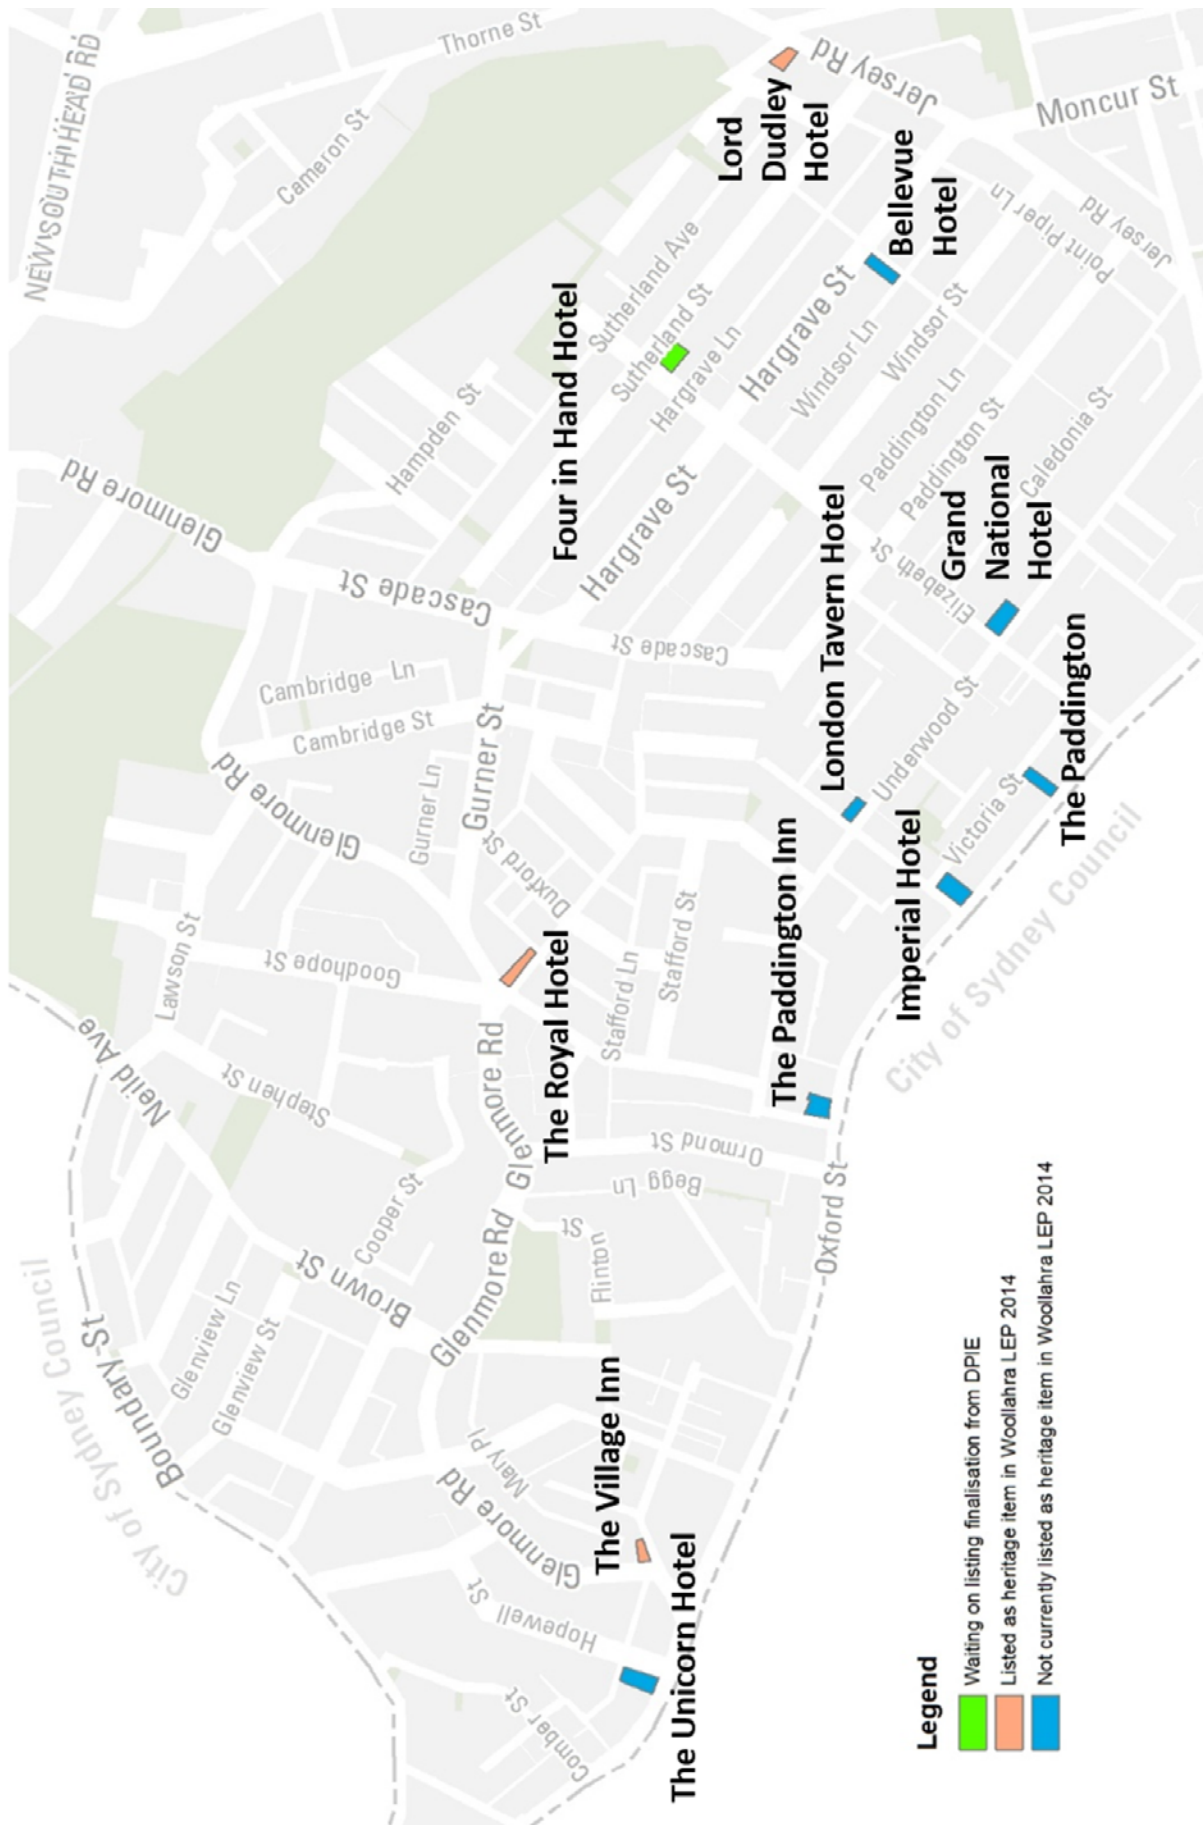 NEW SOUTH HEAD RD
Thorne St
Cameron St
Jersey Rd
Moncur St
Lord
Dudley
Hotel
Bellevue
Hotel
Point Piper Ln
Jersey Rd
Sutherland Ave
Sutherland St
Hargrave Ln
Hargrave St
Windsor Ln
Windsor St
Paddington Ln
Paddington St
Caledonia St
Four in Hand Hotel
Hampden St
Glenmore Rd
Cascade St
Hargrave St
Cascade St
London Tavern Hotel
Elizabeth St
Grand
National
Hotel
The Paddington
Underwood St
Victoria St
Imperial Hotel
City of Sydney Council
Cambridge Ln
Cambridge St
Glenmore Rd
Gurner Ln
Gurner St
Duxford St
Goodhope St
Lawson St
Neild Ave
Stephen St
The Royal Hotel
Stafford Ln
Stafford St
The Paddington Inn
Glenmore Rd
Ormond St
Begg Ln
Oxford St
Cooper St
Brown St
Glenmore Rd
Flinton St
Boundary St
City of Sydney Council
Glenview Ln
Glenview St
Mary Pl
Glenmore Rd
The Village Inn
Hopewell St
The Unicorn Hotel
Comber St
Legend
Waiting on listing finalisation from DPIE
Listed as heritage item in Woollahra LEP 2014
Not currently listed as heritage item in Woollahra LEP 2014